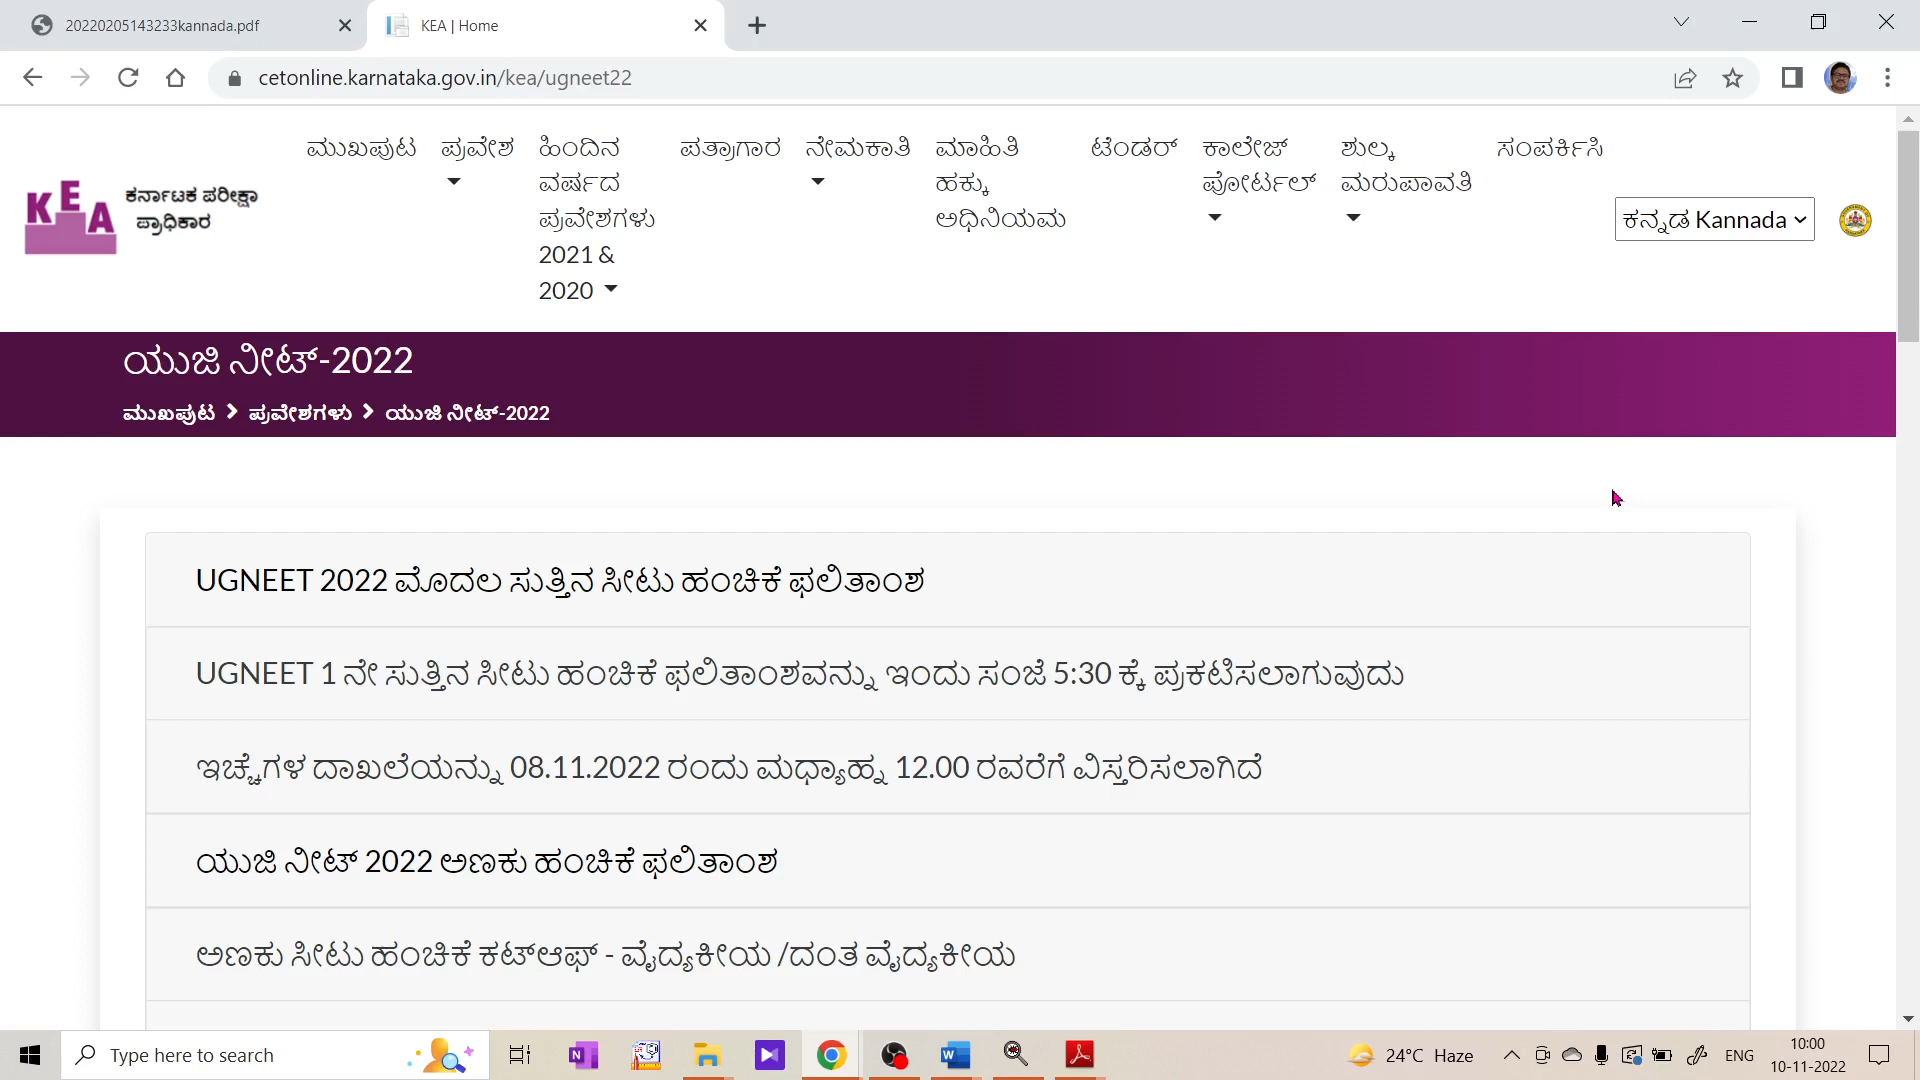 20220205143233kannada.pdf
KEA | Home
cetonline.karnataka.gov.in/kea/ugneet22
KEA
ಕರ್ನಾಟಕ ಪರೀಕ್ಷಾ
ಪ್ರಾಧಿಕಾರ
ಮುಖಪುಟ
ಪ್ರವೇಶ
ಹಿಂದಿನ
ವರ್ಷದ
ಪ್ರವೇಶಗಳು
2021 &
2020
ಪತ್ರಾಗಾರ
ನೇಮಕಾತಿ
ಮಾಹಿತಿ
ಹಕ್ಕು
ಅಧಿನಿಯಮ
ಟೆಂಡರ್
ಕಾಲೇಜ್
ಪೋರ್ಟಲ್
ಶುಲ್ಕ
ಮರುಪಾವತಿ
ಸಂಪರ್ಕಿಸಿ
ಕನ್ನಡ Kannada
ಯುಜಿ ನೀಟ್-2022
ಮುಖಪುಟ > ಪ್ರವೇಶಗಳು > ಯುಜಿ ನೀಟ್-2022
UGNEET 2022 ಮೊದಲ ಸುತ್ತಿನ ಸೀಟು ಹಂಚಿಕೆ ಫಲಿತಾಂಶ
UGNEET 1 ನೇ ಸುತ್ತಿನ ಸೀಟು ಹಂಚಿಕೆ ಫಲಿತಾಂಶವನ್ನು ಇಂದು ಸಂಜೆ 5:30 ಕ್ಕೆ ಪ್ರಕಟಿಸಲಾಗುವುದು
ಇಚ್ಚೆಗಳ ದಾಖಲೆಯನ್ನು 08.11.2022 ರಂದು ಮಧ್ಯಾಹ್ನ 12.00 ರವರೆಗೆ ವಿಸ್ತರಿಸಲಾಗಿದೆ
ಯುಜಿ ನೀಟ್ 2022 ಅಣಕು ಹಂಚಿಕೆ ಫಲಿತಾಂಶ
ಅಣಕು ಸೀಟು ಹಂಚಿಕೆ ಕಟ್ಆಫ್ - ವೈದ್ಯಕೀಯ /ದಂತ ವೈದ್ಯಕೀಯ
Type here to search
24°C Haze
ENG
10:00
10-11-2022